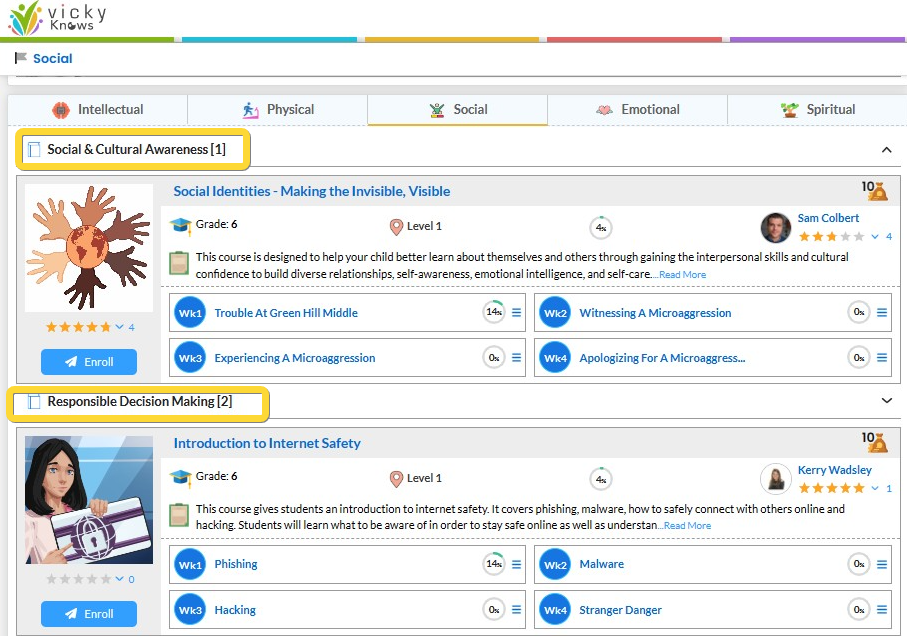 vicky
Knows
Social
Intellectual
Physical
Social
Emotional
Spiritual
Social & Cultural Awareness [1]
Social Identities - Making the Invisible, Visible
10
Grade: 6
Level 1
4%
Sam Colbert
4
This course is designed to help your child better learn about themselves and others through gaining the interpersonal skills and cultural
confidence to build diverse relationships, self-awareness, emotional intelligence, and self-care...Read More
4
Enroll
Wk1 Trouble At Green Hill Middle 14%
Wk2 Witnessing A Microaggression 0%
Wk3 Experiencing A Microaggression 0%
Wk4 Apologizing For A Microaggress... 0%
Responsible Decision Making [2]
Introduction to Internet Safety
10
Grade: 6
Level 1
4%
Kerry Wadsley
1
This course gives students an introduction to internet safety. It covers phishing, malware, how to safely connect with others online and
hacking. Students will learn what to be aware of in order to stay safe online as well as understan...Read More
0
Enroll
Wk1 Phishing 14%
Wk2 Malware 0%
Wk3 Hacking 0%
Wk4 Stranger Danger 0%